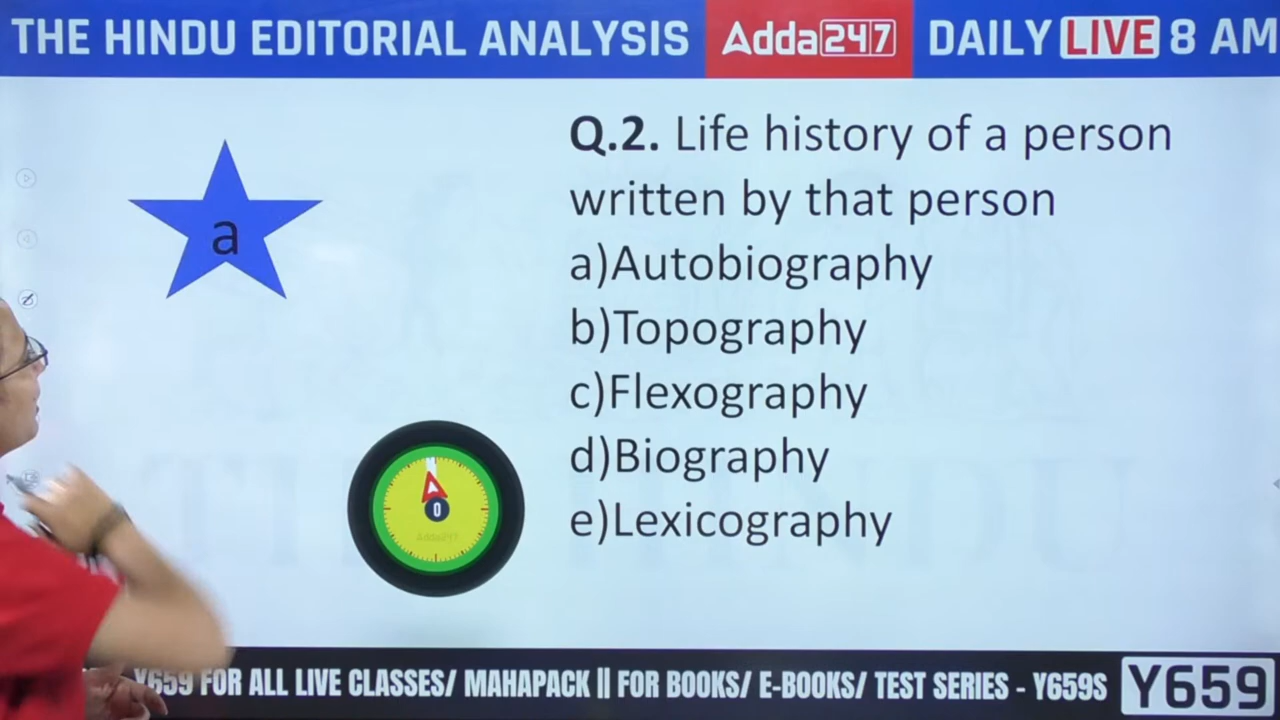 THE HINDU EDITORIAL ANALYSIS Adda247 DAILY LIVE 8 AM
a
Q.2. Life history of a person
written by that person
a)Autobiography
b)Topography
c)Flexography
d)Biography
e)Lexicography
0
Adda247
Y659 FOR ALL LIVE CLASSES/ MAHAPACK || FOR BOOKS/ E-BOOKS/ TEST SERIES - Y659S
Y659